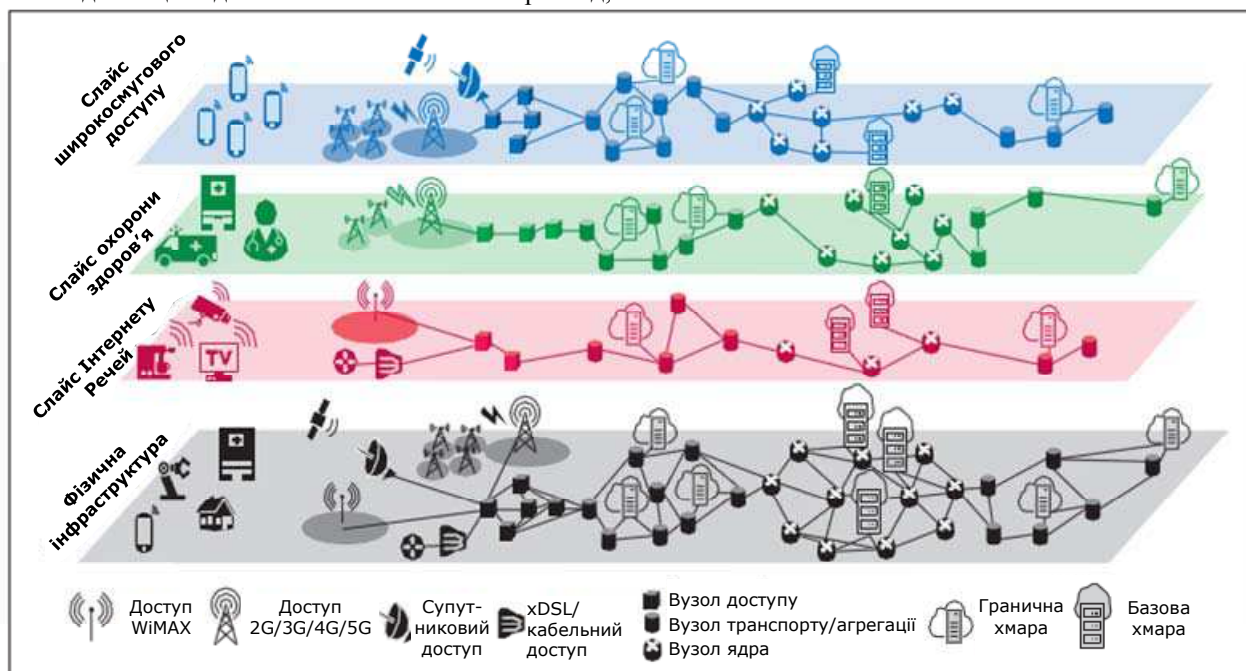 Слайс
широкосмугового
доступу
Слайс охорони
здоров'я
Слайс Інтернету
Речей
TV
Фізична
інфраструктура
Доступ
WiMAX
Доступ
2G/3G/4G/5G
Супут-
никовий
доступ
xDSL/
кабельний
доступ
Вузол доступу
Вузол транспорту/агрегації
Вузол ядра
Гранична
хмара
Базова
хмара